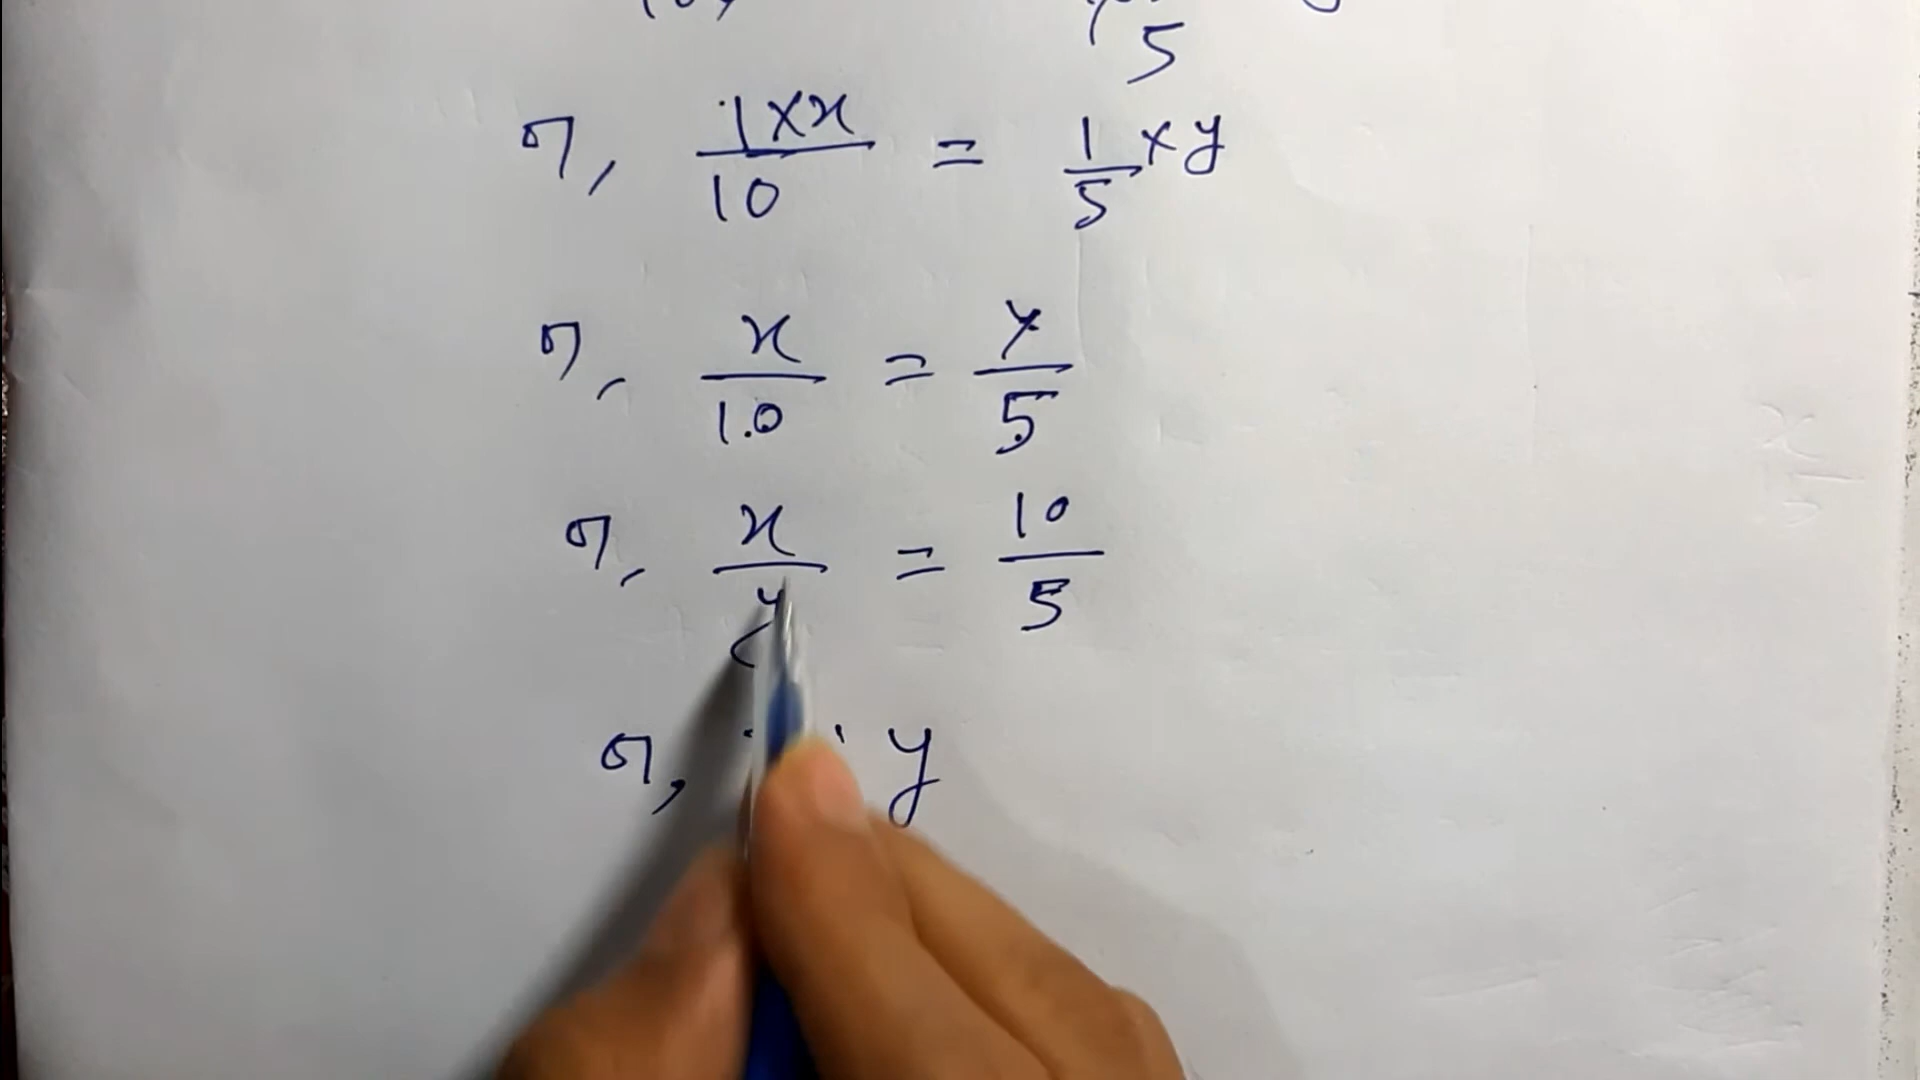 5
বা, 1×x/10 = 1/5 × y
বা, x/10 = y/5
বা, x/y = 10/5
বা, y